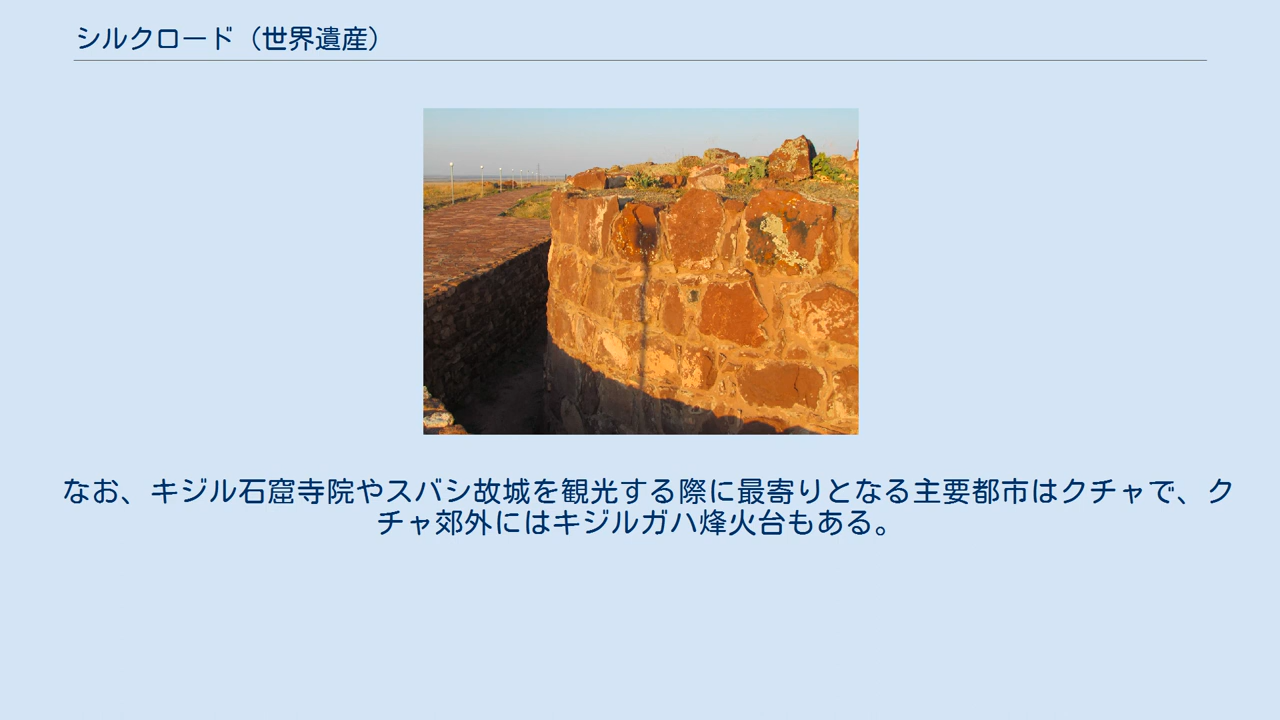 シルクロード（世界遺産）
なお、キジル石窟寺院やスバシ故城を観光する際に最寄りとなる主要都市はクチャで、ク
チャ郊外にはキジルガハ烽火台もある。